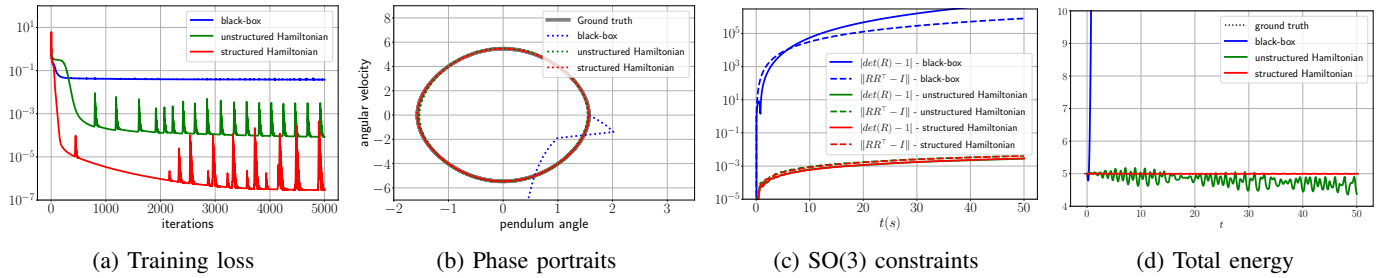 10^1
10^-1
10^-3
10^-5
10^-7
0
1000
2000
3000
4000
5000
iterations
black-box
unstructured Hamiltonian
structured Hamiltonian
(a) Training loss
angular velocity
8
6
4
2
0
−2
−4
−6
−2
−1
0
1
2
3
pendulum angle
Ground truth
black-box
unstructured Hamiltonian
structured Hamiltonian
(b) Phase portraits
10^5
10^3
10^1
10^-1
10^-3
10^-5
0
10
20
30
40
50
t(s)
|det(R) − 1| - black-box
∥RR⊤ − I∥ - black-box
|det(R) − 1| - unstructured Hamiltonian
∥RR⊤ − I∥ - unstructured Hamiltonian
|det(R) − 1| - structured Hamiltonian
∥RR⊤ − I∥ - structured Hamiltonian
(c) SO(3) constraints
10
9
8
7
6
5
4
0
10
20
30
40
50
t
ground truth
black-box
unstructured Hamiltonian
structured Hamiltonian
(d) Total energy